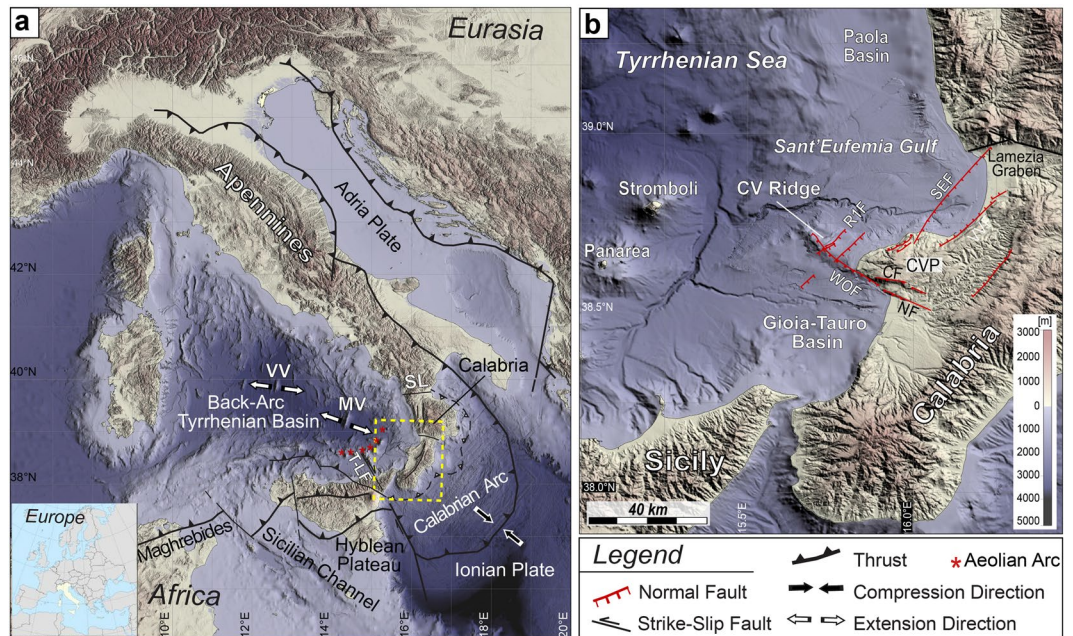 a
Eurasia
46°N
44°N
Apennines
Adria Plate
42°N
40°N
VV
Back-Arc
Tyrrhenian Basin
MV
SL
Calabria
T-LF
38°N
Calabrian Arc
Ionian Plate
Hyblean
Plateau
Sicilian Channel
Maghrebides
Africa
Europe
10°E
12°E
14°E
16°E
18°E
20°E
b
Paola
Basin
Tyrrhenian Sea
39.0°N
Sant'Eufemia Gulf
Lamezia
Graben
SEF
Stromboli
CV Ridge
R1F
Panarea
CVP
CF
WOF
NF
38.5°N
Gioia-Tauro
Basin
Calabria
Sicily
38.0°N
40 km
15.5°E
16.0°E
[m]
3000
2000
1000
0
1000
2000
3000
4000
5000
Legend
Normal Fault
Strike-Slip Fault
Thrust
Aeolian Arc
Compression Direction
Extension Direction